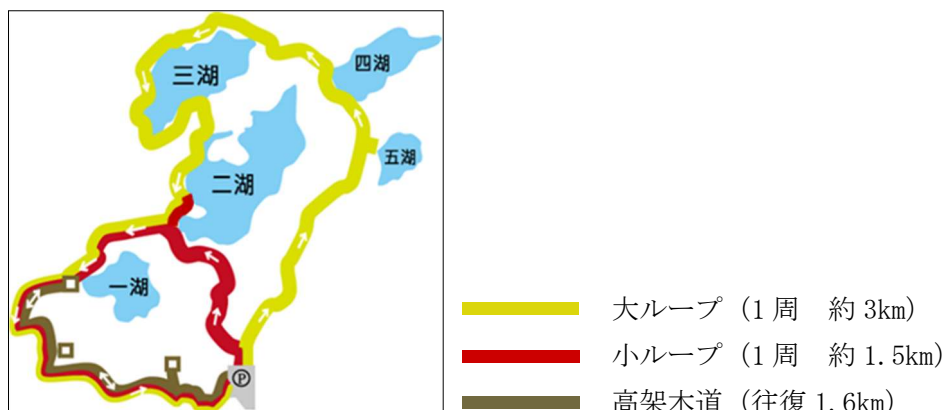 四湖
三湖
五湖
二湖
一湖
大ループ（1周　約3km）
小ループ（1周　約1.5km）
Ⓟ
高架木道（往復1.6km）